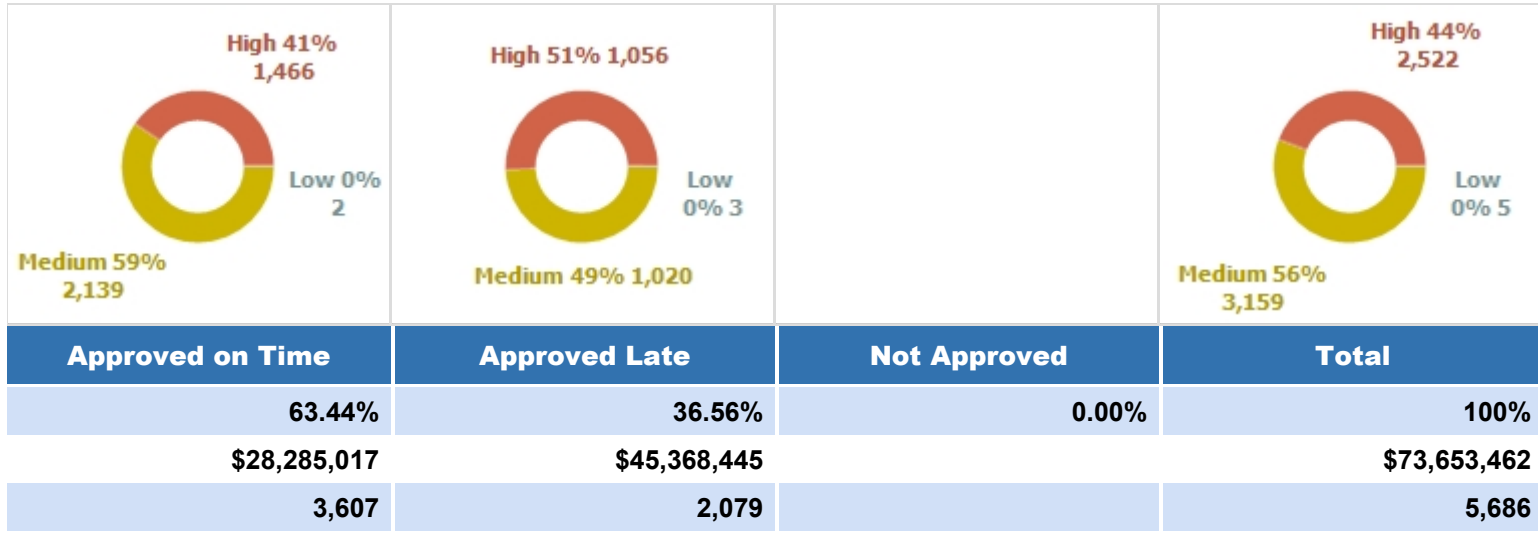 High 41%
1,466
Low 0%
2
Medium 59%
2,139
High 51% 1,056
Low
0% 3
Medium 49% 1,020
High 44%
2,522
Low
0% 5
Medium 56%
3,159
Approved on Time Approved Late Not Approved Total
63.44% 36.56% 0.00% 100%
$28,285,017 $45,368,445 $73,653,462
3,607 2,079 5,686